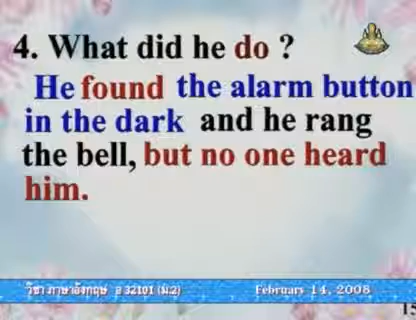 4. What did he do ?
He found the alarm button
in the dark and he rang
the bell, but no one heard
him.
วิชา ภาษาอังกฤษ อ 32101 (ม.2) February 14, 2008
15